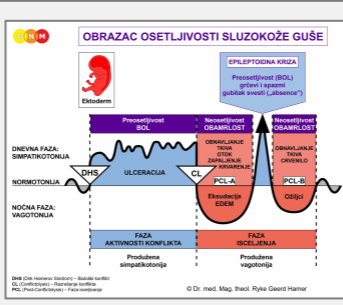 GNM
OBRAZAC OSETLJIVOSTI SLUZOKOŽE GUŠE
Ektoderm
EPILEPTOIDNA KRIZA
Preosetljivost (BOL)
grčevi i spazmi
gubitak svesti („absence")
Preosetljivost
BOL
Neosetljivost
OBAMRLOST
Neosetljivost
OBAMRLOST
DNEVNA FAZA:
SIMPATIKOTONIJA
OBNAVLJANJE
TKIVA
OTOK
ZAPALJENJE
KRVARENJE
OBNAVLJANJE
TKIVA
CRVENILO
DHS
ULCERACIJA
CL
NORMOTONIJA
PCL-A
PCL-B
NOĆNA FAZA:
VAGOTONIJA
Eksudacija
EDEM
Ožiljci
FAZA
AKTIVNOSTI KONFLIKTA
FAZA
ISCELJENJA
Produžena
simpatikotonija
Produžena
vagotonija
DHS (Dirk Hamerov Sindrom) – Biološki konflikt
CL (Conflictolysis) – Razrešenje konflikta
PCL (Post-Conflictolysis) – Faza isceljivanja
© Dr. med. Mag. theol. Ryke Geerd Hamer